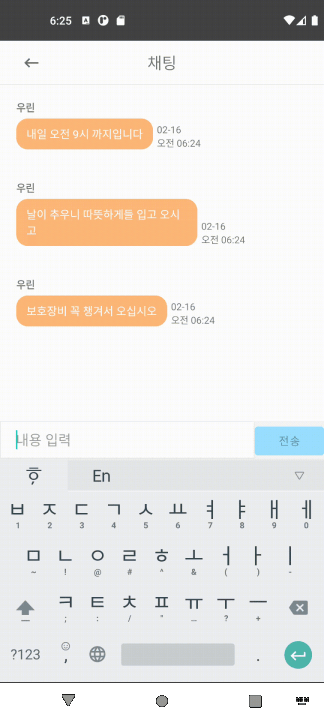 6:25
채팅
우린
내일 오전 9시 까지입니다
02-16
오전 06:24
우린
날이 추우니 따뜻하게들 입고 오시
고
02-16
오전 06:24
우린
보호장비 꼭 챙겨서 오십시오
02-16
오전 06:24
내용 입력
전송
En
ㅂ ㅈ ㄷ ㄱ ㅅ ㅛ ㅕ ㅑ ㅐ ㅔ
1 2 3 4 5 6 7 8 9 0
ㅁ ㄴ ㅇ ㄹ ㅎ ㅗ ㅓ ㅏ ㅣ
~ ! @ # ^ & ( ) -
ㅋ ㅌ ㅊ ㅍ ㅠ ㅜ ㅡ
; : / " ... ? +
?123 , .